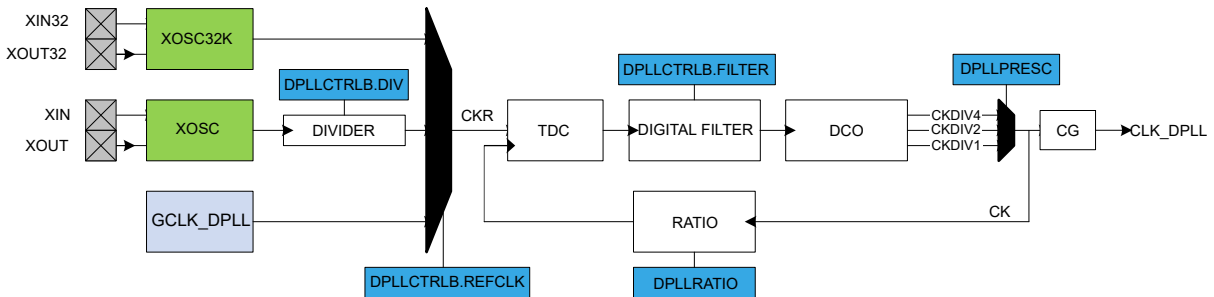 XIN32
XOUT32
XOSC32K
DPLLCTRLB.DIV
DPLLCTRLB.FILTER
DPLLPRESC
XIN
XOUT
XOSC
DIVIDER
CKR
TDC
DIGITAL FILTER
DCO
CKDIV4
CKDIV2
CKDIV1
CG
CLK_DPLL
GCLK_DPLL
RATIO
CK
DPLLCTRLB.REFCLK
DPLLRATIO